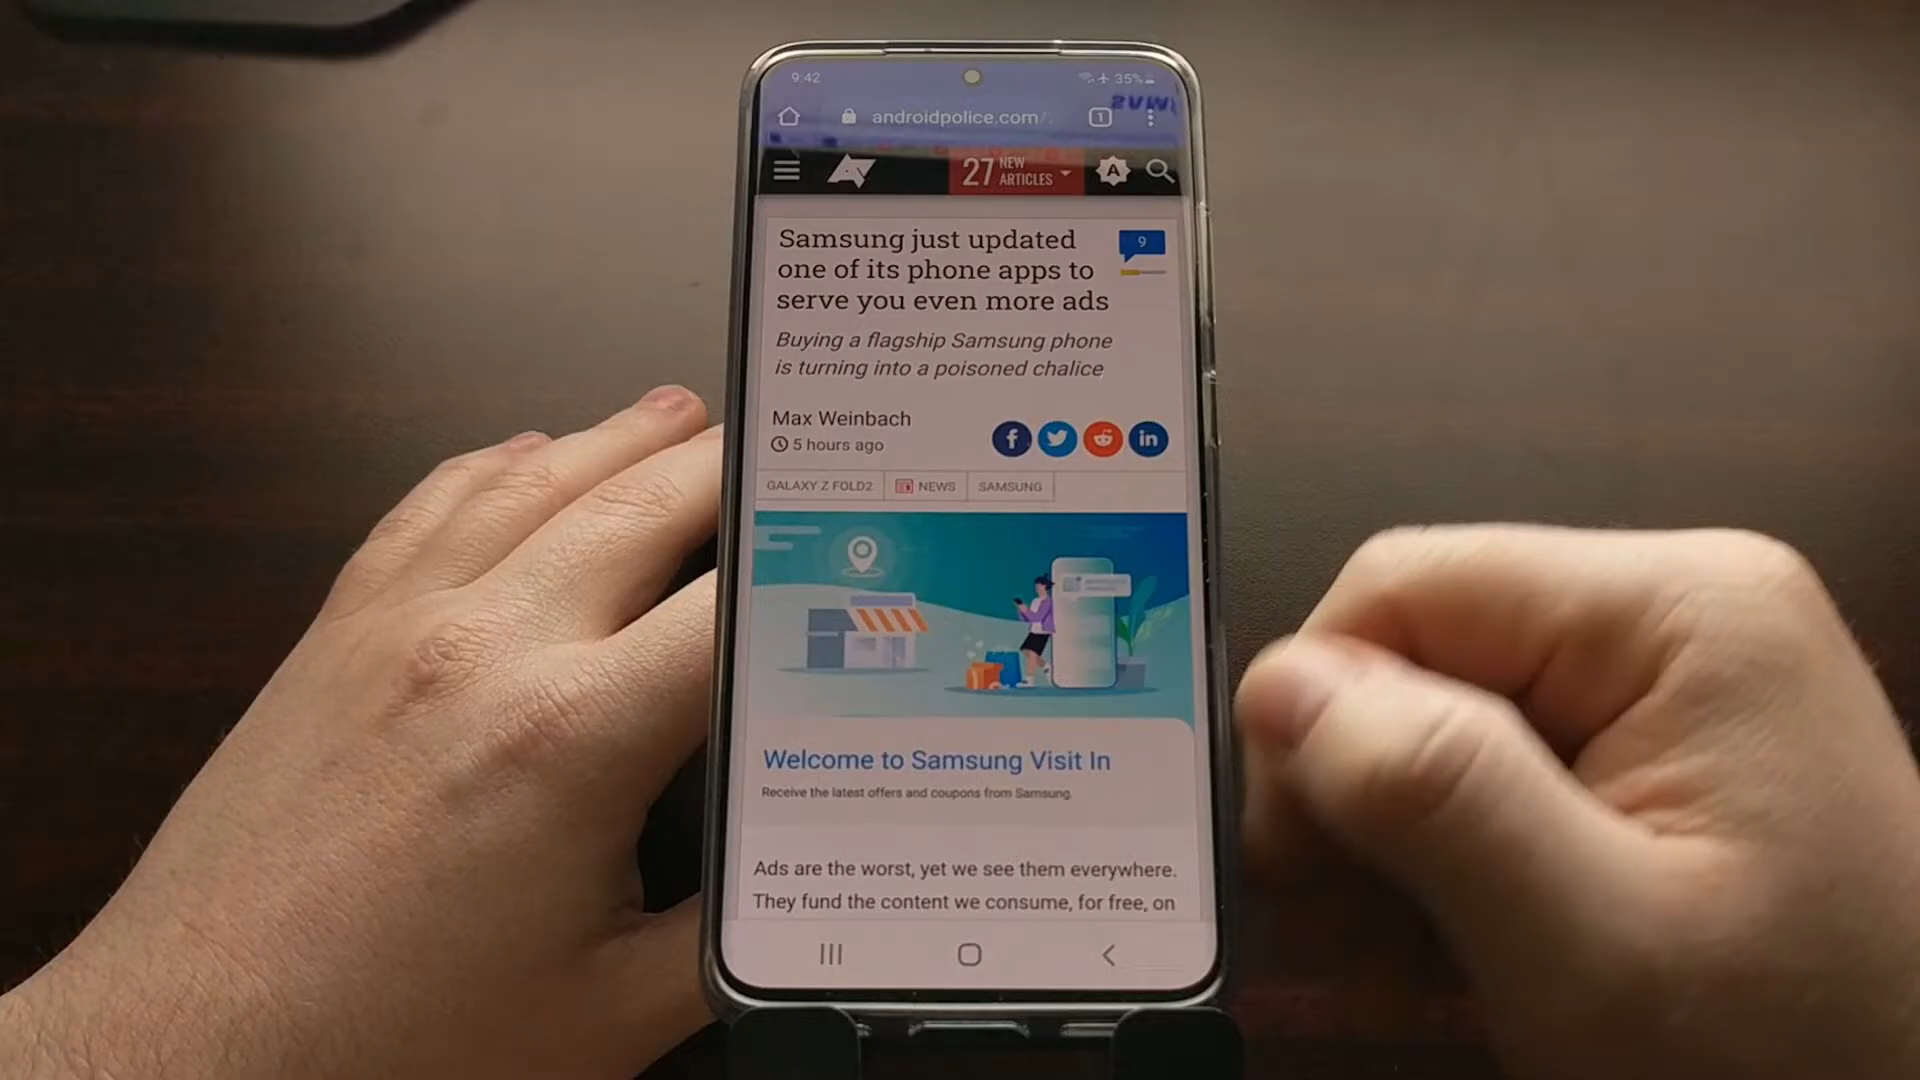 9:42
35%
androidpolice.com/
1
27 NEW ARTICLES
A
Samsung just updated
one of its phone apps to
serve you even more ads
9
Buying a flagship Samsung phone
is turning into a poisoned chalice
Max Weinbach
5 hours ago
f
in
GALAXY Z FOLD2
NEWS
SAMSUNG
Welcome to Samsung Visit In
Receive the latest offers and coupons from Samsung.
Ads are the worst, yet we see them everywhere.
They fund the content we consume, for free, on